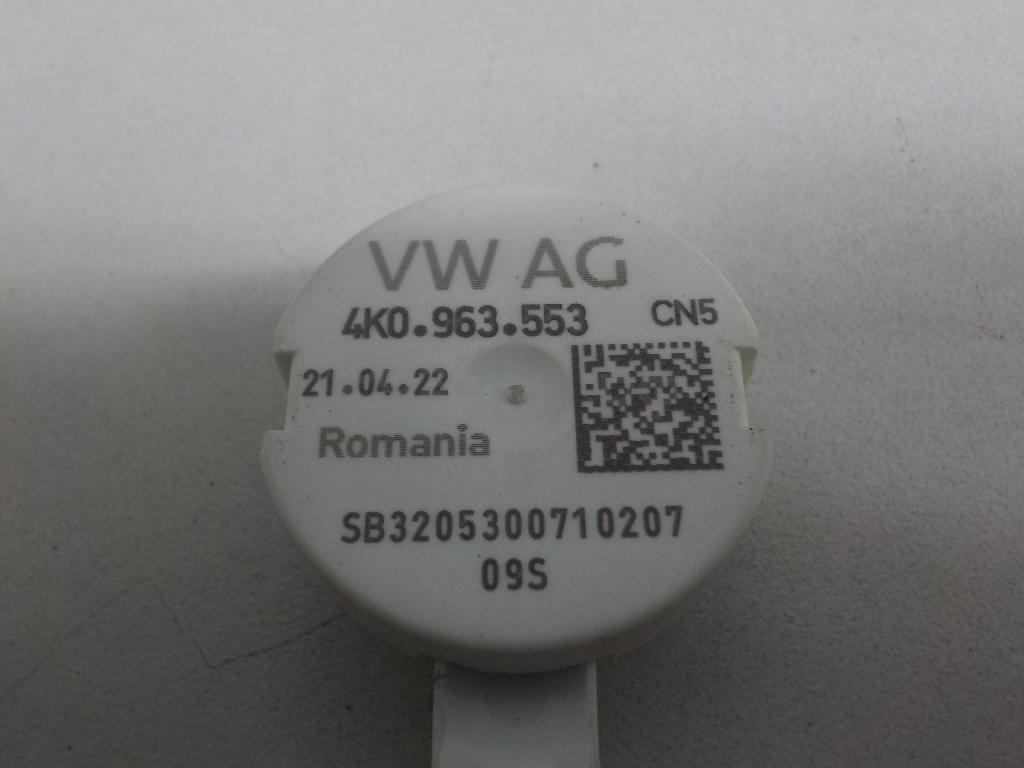 VW AG
4K0.963.553 CN5
21.04.22
Romania
SB3205300710207
09S